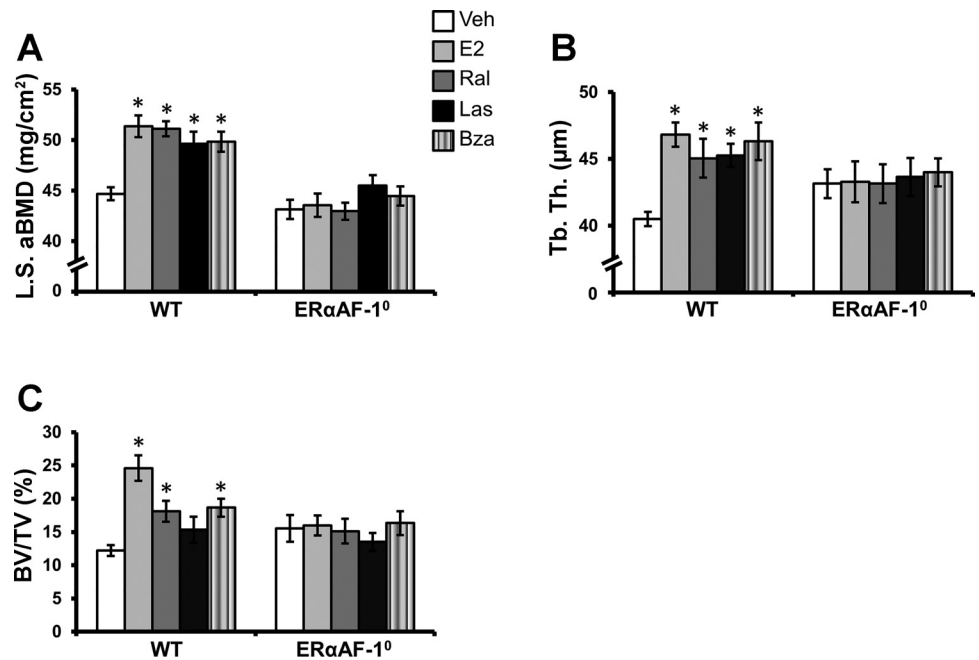 A
L.S. aBMD (mg/cm²)
55
50
45
40
0
* * * *
WT
ERαAF-1⁰
Veh
E2
Ral
Las
Bza
B
Tb. Th. (µm)
50
45
40
0
* * * *
WT
ERαAF-1⁰
C
BV/TV (%)
30
25
20
15
10
5
0
* * *
WT
ERαAF-1⁰